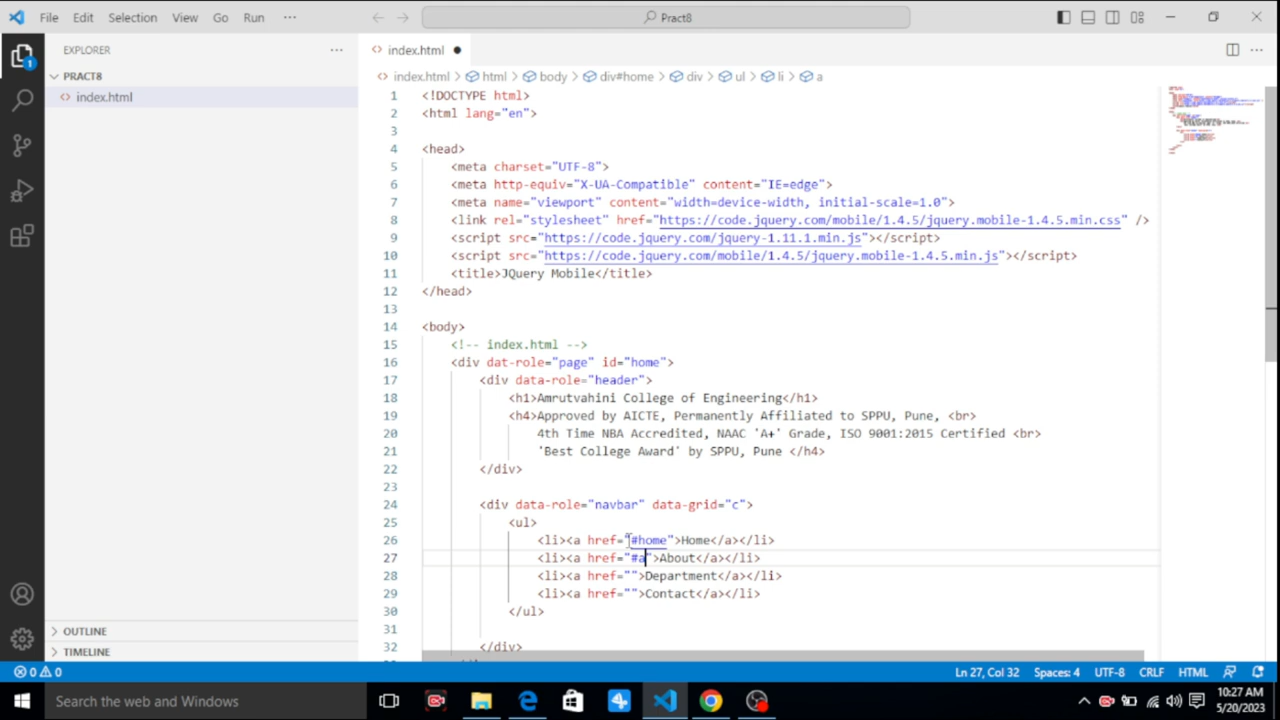 File Edit Selection View Go Run ··· Pract8
EXPLORER ···
index.html
PRACT8
index.html
index.html > html > body > div#home > div > ul > li > a
1 <!DOCTYPE html>
2 <html lang="en">
3
4 <head>
5 <meta charset="UTF-8">
6 <meta http-equiv="X-UA-Compatible" content="IE=edge">
7 <meta name="viewport" content="width=device-width, initial-scale=1.0">
8 <link rel="stylesheet" href="https://code.jquery.com/mobile/1.4.5/jquery.mobile-1.4.5.min.css" />
9 <script src="https://code.jquery.com/jquery-1.11.1.min.js"></script>
10 <script src="https://code.jquery.com/mobile/1.4.5/jquery.mobile-1.4.5.min.js"></script>
11 <title>JQuery Mobile</title>
12 </head>
13
14 <body>
15 <!-- index.html -->
16 <div dat-role="page" id="home">
17 <div data-role="header">
18 <h1>Amrutvahini College of Engineering</h1>
19 <h4>Approved by AICTE, Permanently Affiliated to SPPU, Pune, <br>
20 4th Time NBA Accredited, NAAC 'A+' Grade, ISO 9001:2015 Certified <br>
21 'Best College Award' by SPPU, Pune </h4>
22 </div>
23
24 <div data-role="navbar" data-grid="c">
25 <ul>
26 <li><a href="#home">Home</a></li>
27 <li><a href="#a">About</a></li>
28 <li><a href="">Department</a></li>
29 <li><a href="">Contact</a></li>
30 </ul>
31
32 </div>
1
OUTLINE
TIMELINE
0 0 Ln 27, Col 32 Spaces: 4 UTF-8 CRLF HTML
Search the web and Windows
10:27 AM
5/20/2023